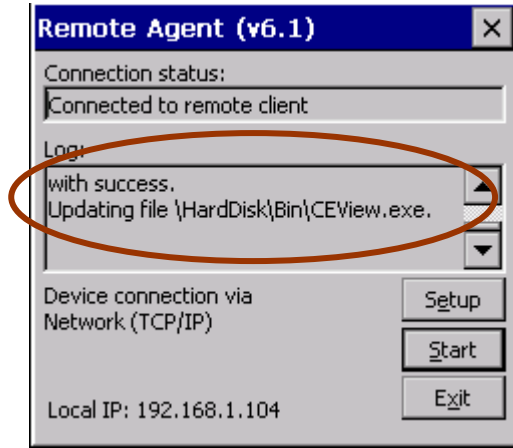 Remote Agent (v6.1)
Connection status:
Connected to remote client
Log:
with success.
Updating file \HardDisk\Bin\CEView.exe.
Device connection via
Network (TCP/IP)
Setup
Start
Exit
Local IP: 192.168.1.104